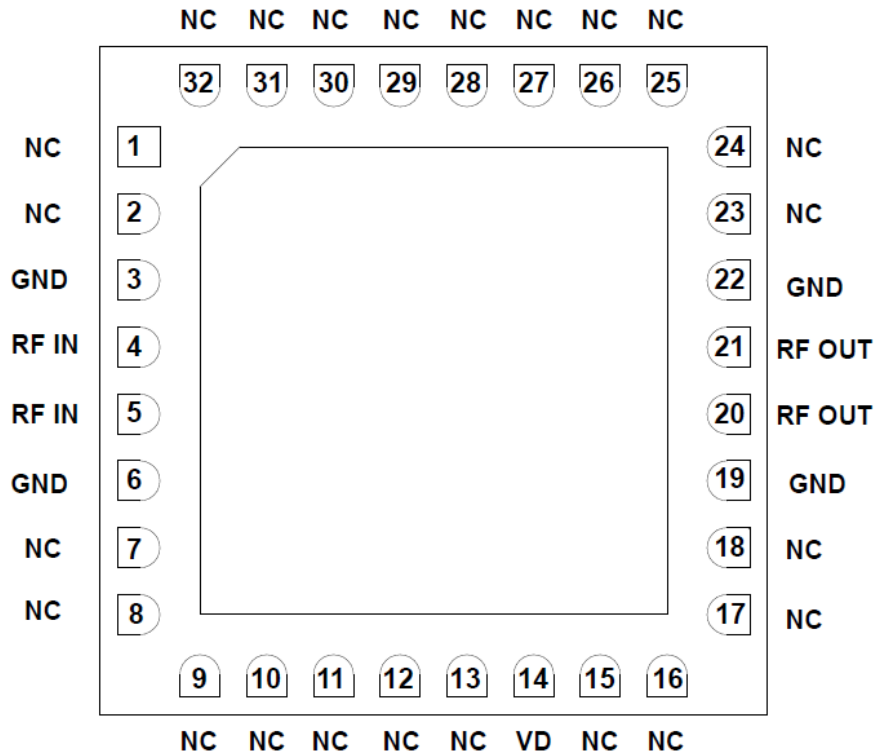 NC NC NC NC NC NC NC NC
32 31 30 29 28 27 26 25
NC 1 24 NC
NC 2 23 NC
GND 3 22 GND
RF IN 4 21 RF OUT
RF IN 5 20 RF OUT
GND 6 19 GND
NC 7 18 NC
NC 8 17 NC
9 10 11 12 13 14 15 16
NC NC NC NC NC VD NC NC